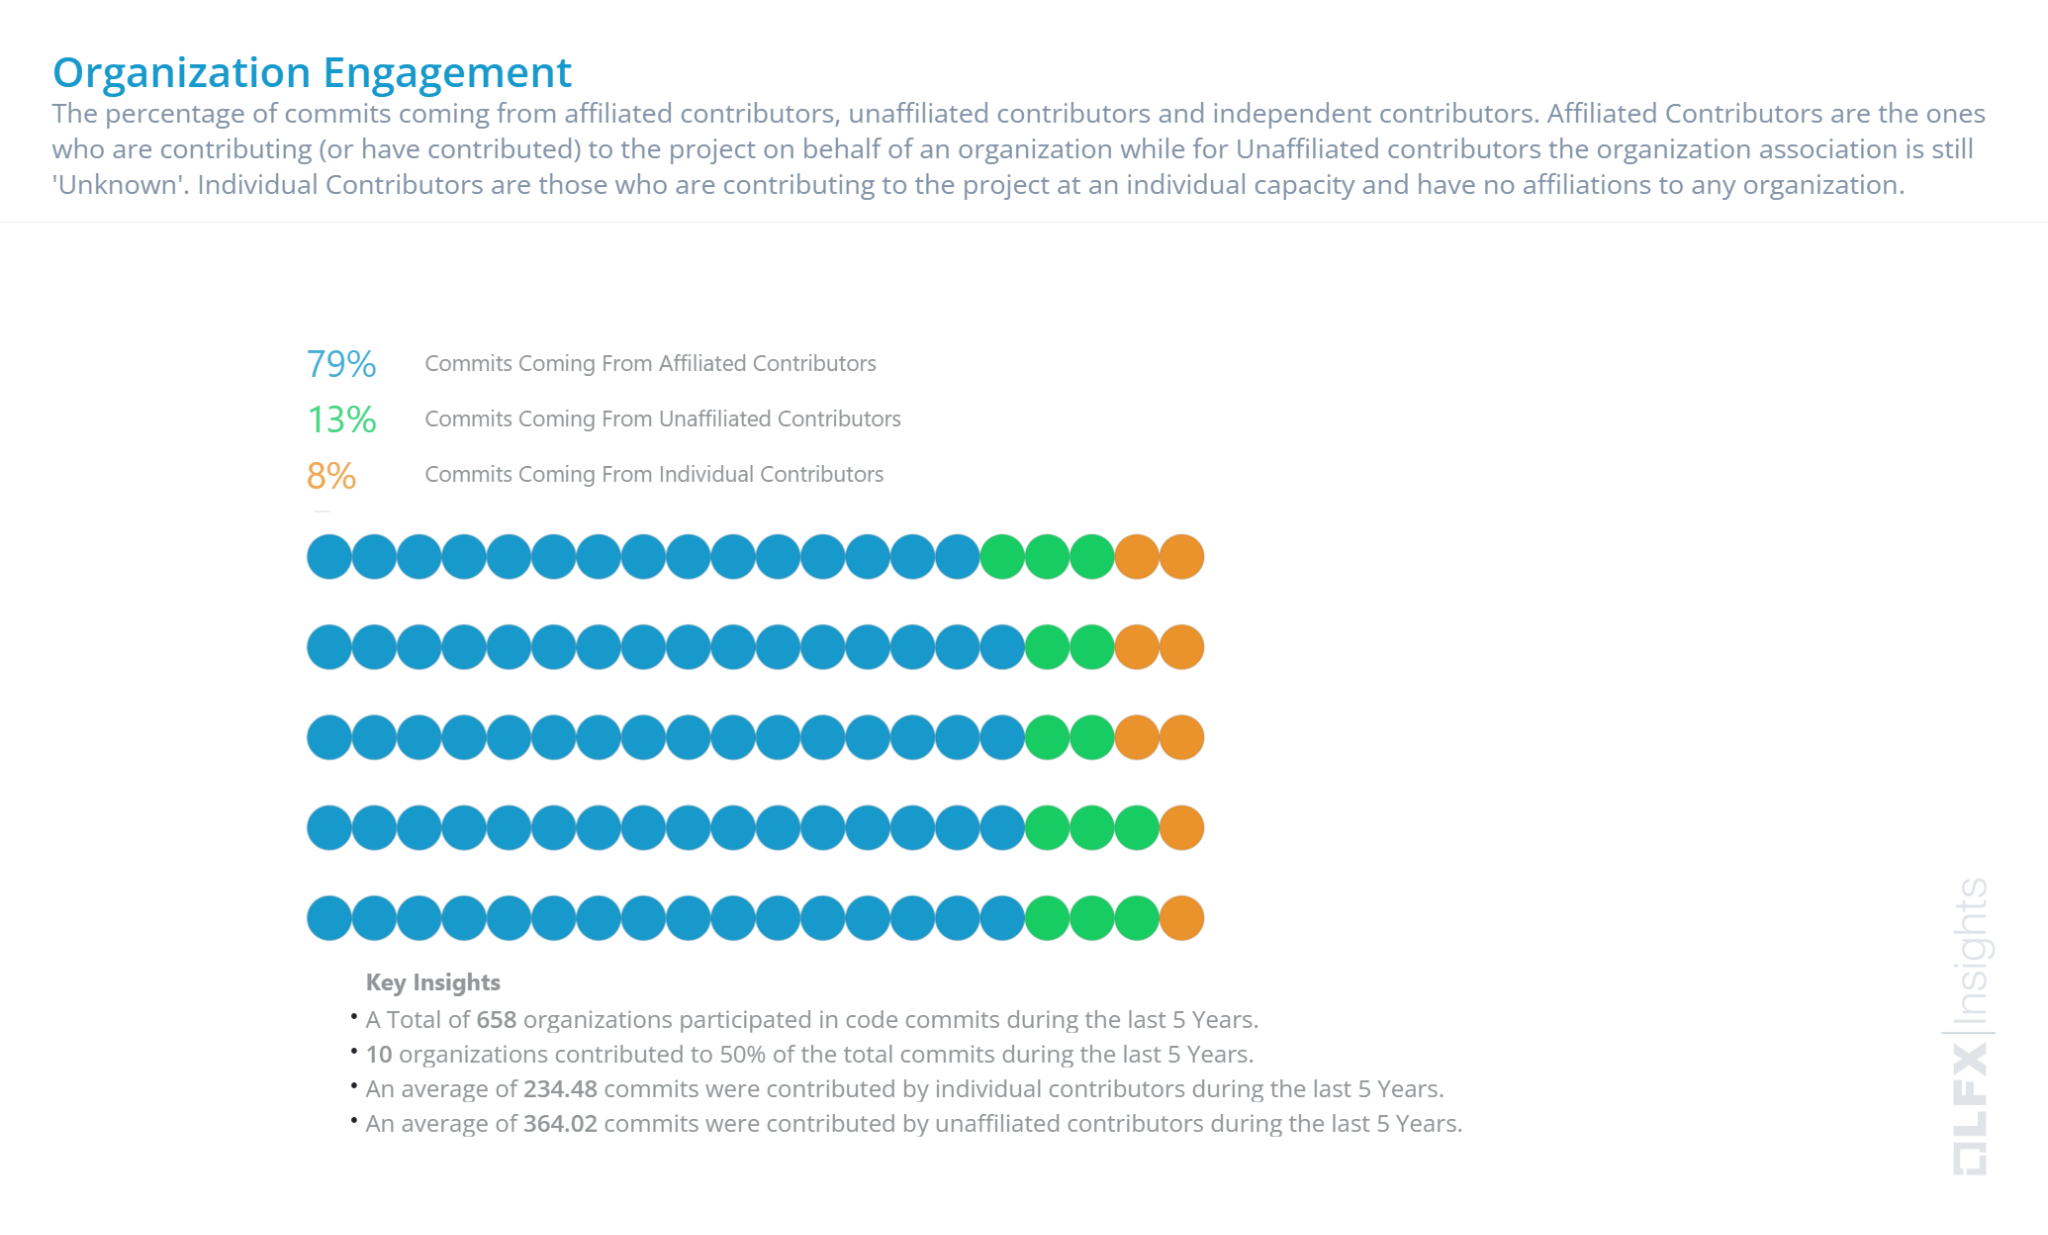 Organization Engagement
The percentage of commits coming from affiliated contributors, unaffiliated contributors and independent contributors. Affiliated Contributors are the ones
who are contributing (or have contributed) to the project on behalf of an organization while for Unaffiliated contributors the organization association is still
'Unknown'. Individual Contributors are those who are contributing to the project at an individual capacity and have no affiliations to any organization.
79% Commits Coming From Affiliated Contributors
13% Commits Coming From Unaffiliated Contributors
8% Commits Coming From Individual Contributors
Key Insights
• A Total of 658 organizations participated in code commits during the last 5 Years.
• 10 organizations contributed to 50% of the total commits during the last 5 Years.
• An average of 234.48 commits were contributed by individual contributors during the last 5 Years.
• An average of 364.02 commits were contributed by unaffiliated contributors during the last 5 Years.
LFX | Insights